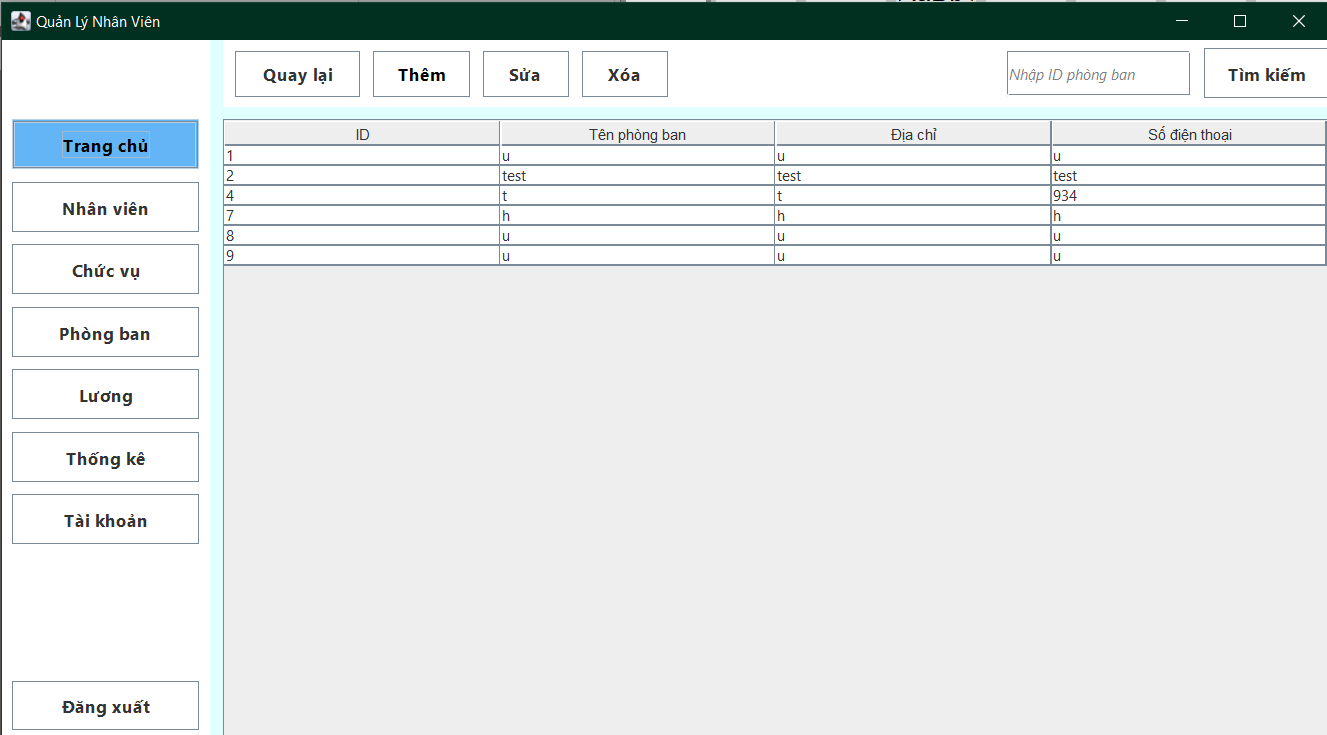 Quản Lý Nhân Viên
Quay lại Thêm Sửa Xóa Nhập ID phòng ban Tìm kiếm
Trang chủ
Nhân viên
Chức vụ
Phòng ban
Lương
Thống kê
Tài khoản
Đăng xuất
ID Tên phòng ban Địa chỉ Số điện thoại
1 u u u
2 test test test
4 t t 934
7 h h h
8 u u u
9 u u u